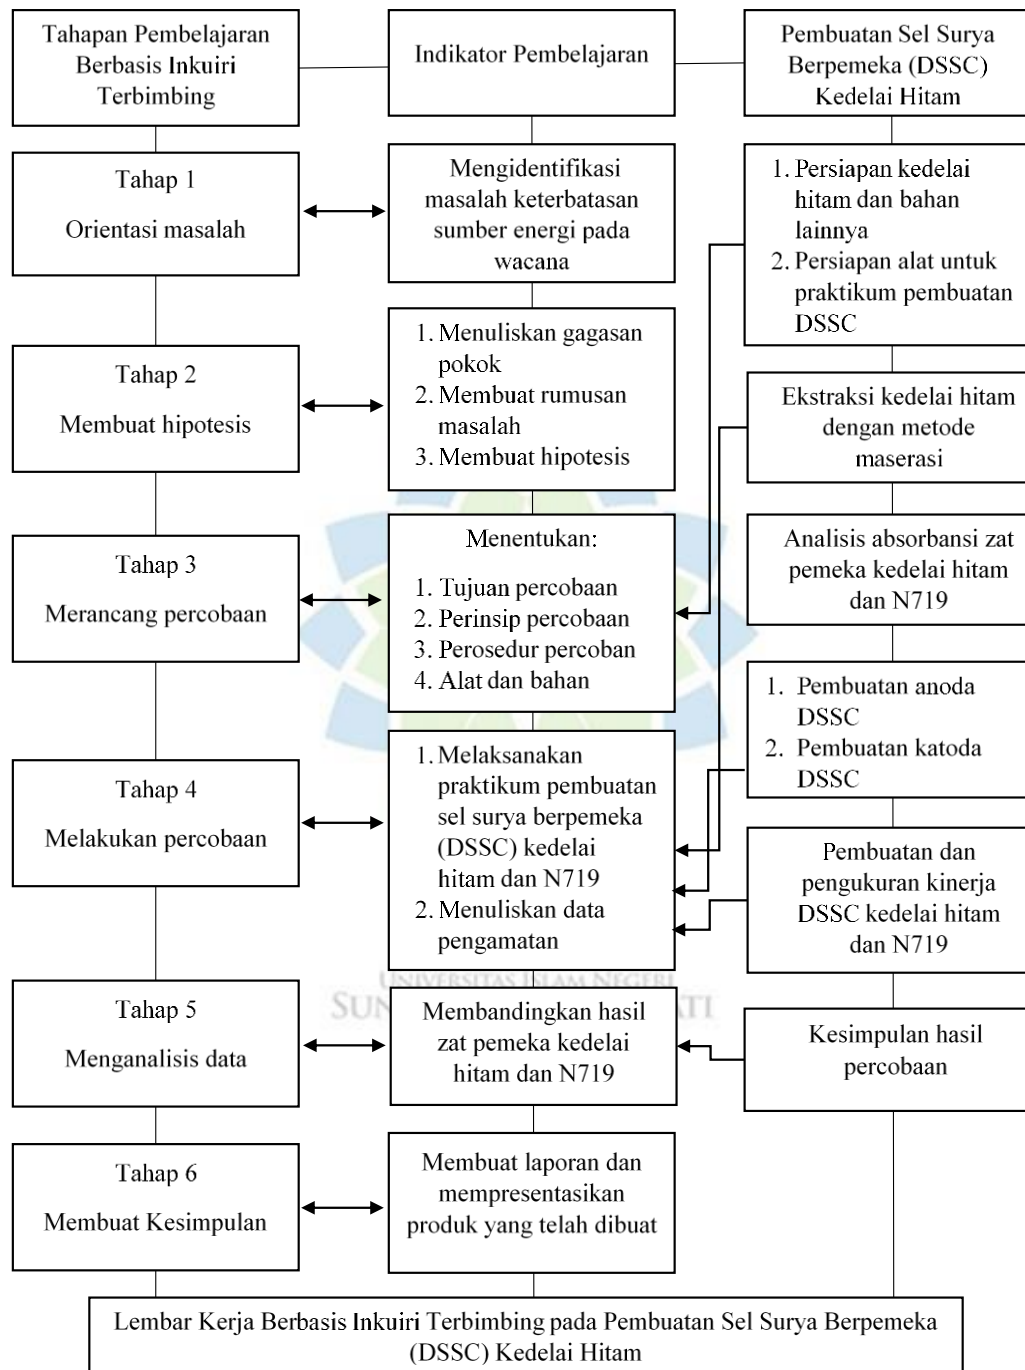 Tahapan Pembelajaran
Berbasis Inkuiri
Terbimbing
Indikator Pembelajaran
Pembuatan Sel Surya
Berpemeka (DSSC)
Kedelai Hitam
Tahap 1
Orientasi masalah
Mengidentifikasi
masalah keterbatasan
sumber energi pada
wacana
1. Persiapan kedelai
hitam dan bahan
lainnya
2. Persiapan alat untuk
praktikum pembuatan
DSSC
Tahap 2
Membuat hipotesis
1. Menuliskan gagasan
pokok
2. Membuat rumusan
masalah
3. Membuat hipotesis
Ekstraksi kedelai hitam
dengan metode
maserasi
Tahap 3
Merancang percobaan
Menentukan:
1. Tujuan percobaan
2. Perinsip percobaan
3. Perosedur percoban
4. Alat dan bahan
Analisis absorbansi zat
pemeka kedelai hitam
dan N719
1. Pembuatan anoda
DSSC
2. Pembuatan katoda
DSSC
Tahap 4
Melakukan percobaan
1. Melaksanakan
praktikum pembuatan
sel surya berpemeka
(DSSC) kedelai
hitam dan N719
2. Menuliskan data
pengamatan
Pembuatan dan
pengukuran kinerja
DSSC kedelai hitam
dan N719
UNIVERSITAS ISLAM NEGERI
Tahap 5
Menganalisis data
Membandingkan hasil
zat pemeka kedelai
hitam dan N719
Kesimpulan hasil
percobaan
Tahap 6
Membuat Kesimpulan
Membuat laporan dan
mempresentasikan
produk yang telah dibuat
Lembar Kerja Berbasis Inkuiri Terbimbing pada Pembuatan Sel Surya Berpemeka
(DSSC) Kedelai Hitam